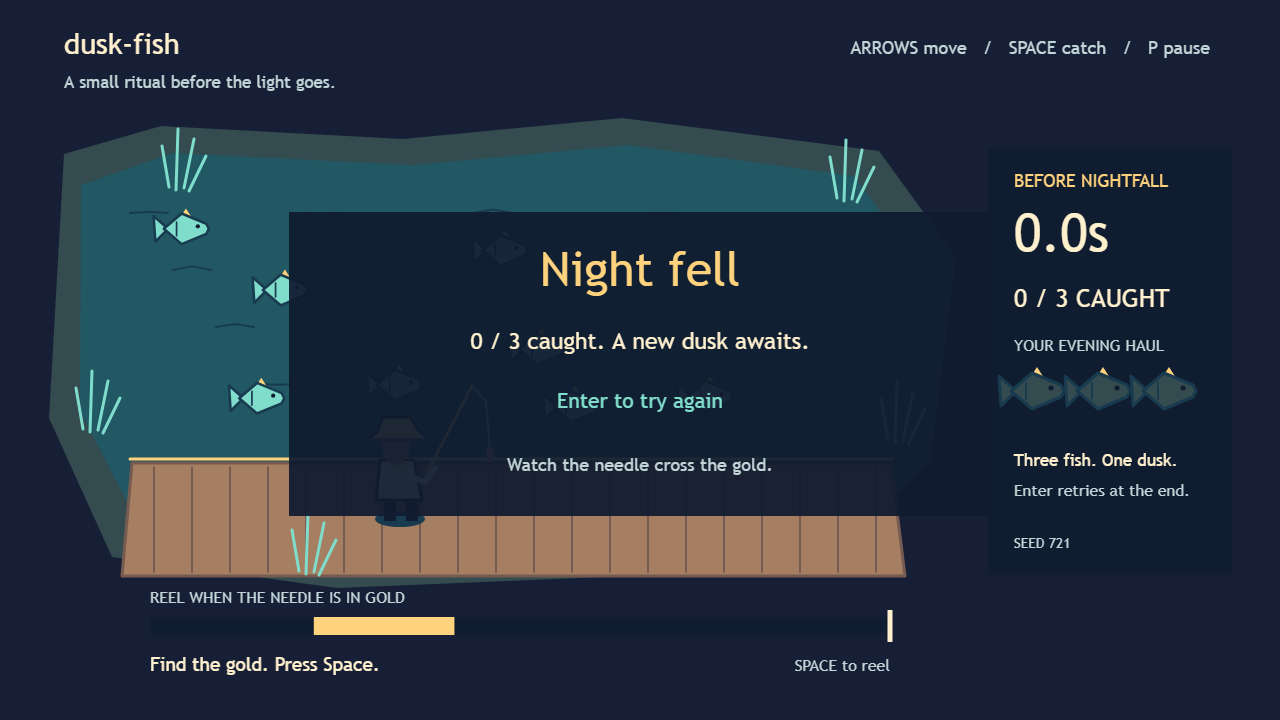 dusk-fish
ARROWS move / SPACE catch / P pause
A small ritual before the light goes.
BEFORE NIGHTFALL
0.0s
0 / 3 CAUGHT
YOUR EVENING HAUL
Three fish. One dusk.
Enter retries at the end.
SEED 721
Night fell
0 / 3 caught. A new dusk awaits.
Enter to try again
Watch the needle cross the gold.
REEL WHEN THE NEEDLE IS IN GOLD
Find the gold. Press Space.
SPACE to reel